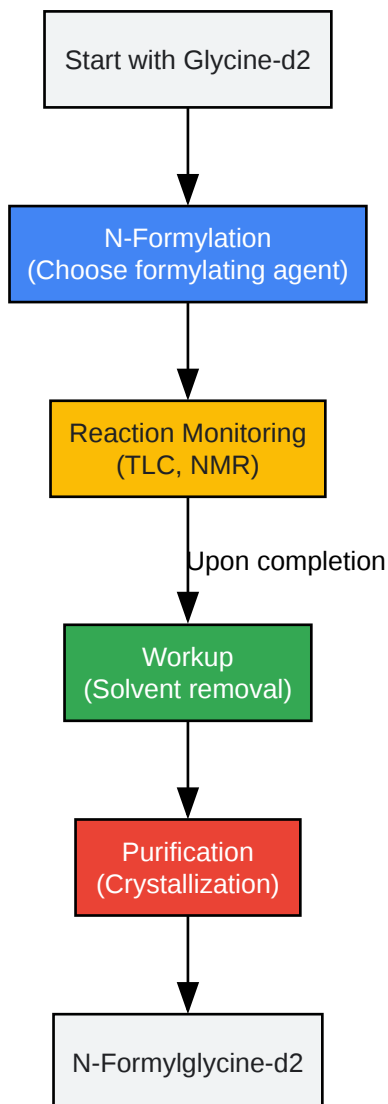 Start with Glycine-d2
N-Formylation
(Choose formylating agent)
Reaction Monitoring
(TLC, NMR)
Upon completion
Workup
(Solvent removal)
Purification
(Crystallization)
N-Formylglycine-d2